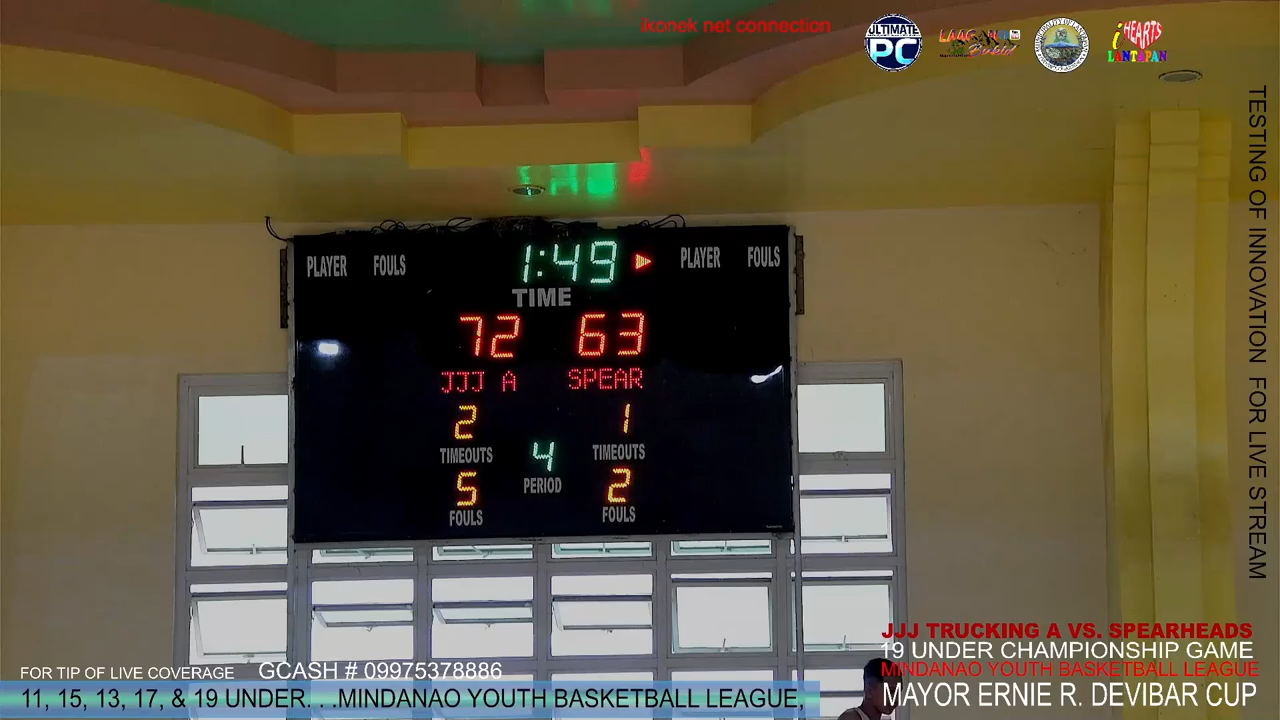 ikonek net connection
ULTIMATE
PC
i HEARTS
LANTAPAN
TESTING OF INNOVATION FOR LIVE STREAM
PLAYER FOULS
1:49
PLAYER FOULS
TIME
72 63
JJJ A SPEAR
2 1
TIMEOUTS 4 TIMEOUTS
5 PERIOD 2
FOULS FOULS
JJJ TRUCKING A VS. SPEARHEADS
19 UNDER CHAMPIONSHIP GAME
MINDANAO YOUTH BASKETBALL LEAGUE
MAYOR ERNIE R. DEVIBAR CUP
FOR TIP OF LIVE COVERAGE GCASH # 09975378886
11, 15, 13, 17, & 19 UNDER. . .MINDANAO YOUTH BASKETBALL LEAGUE,